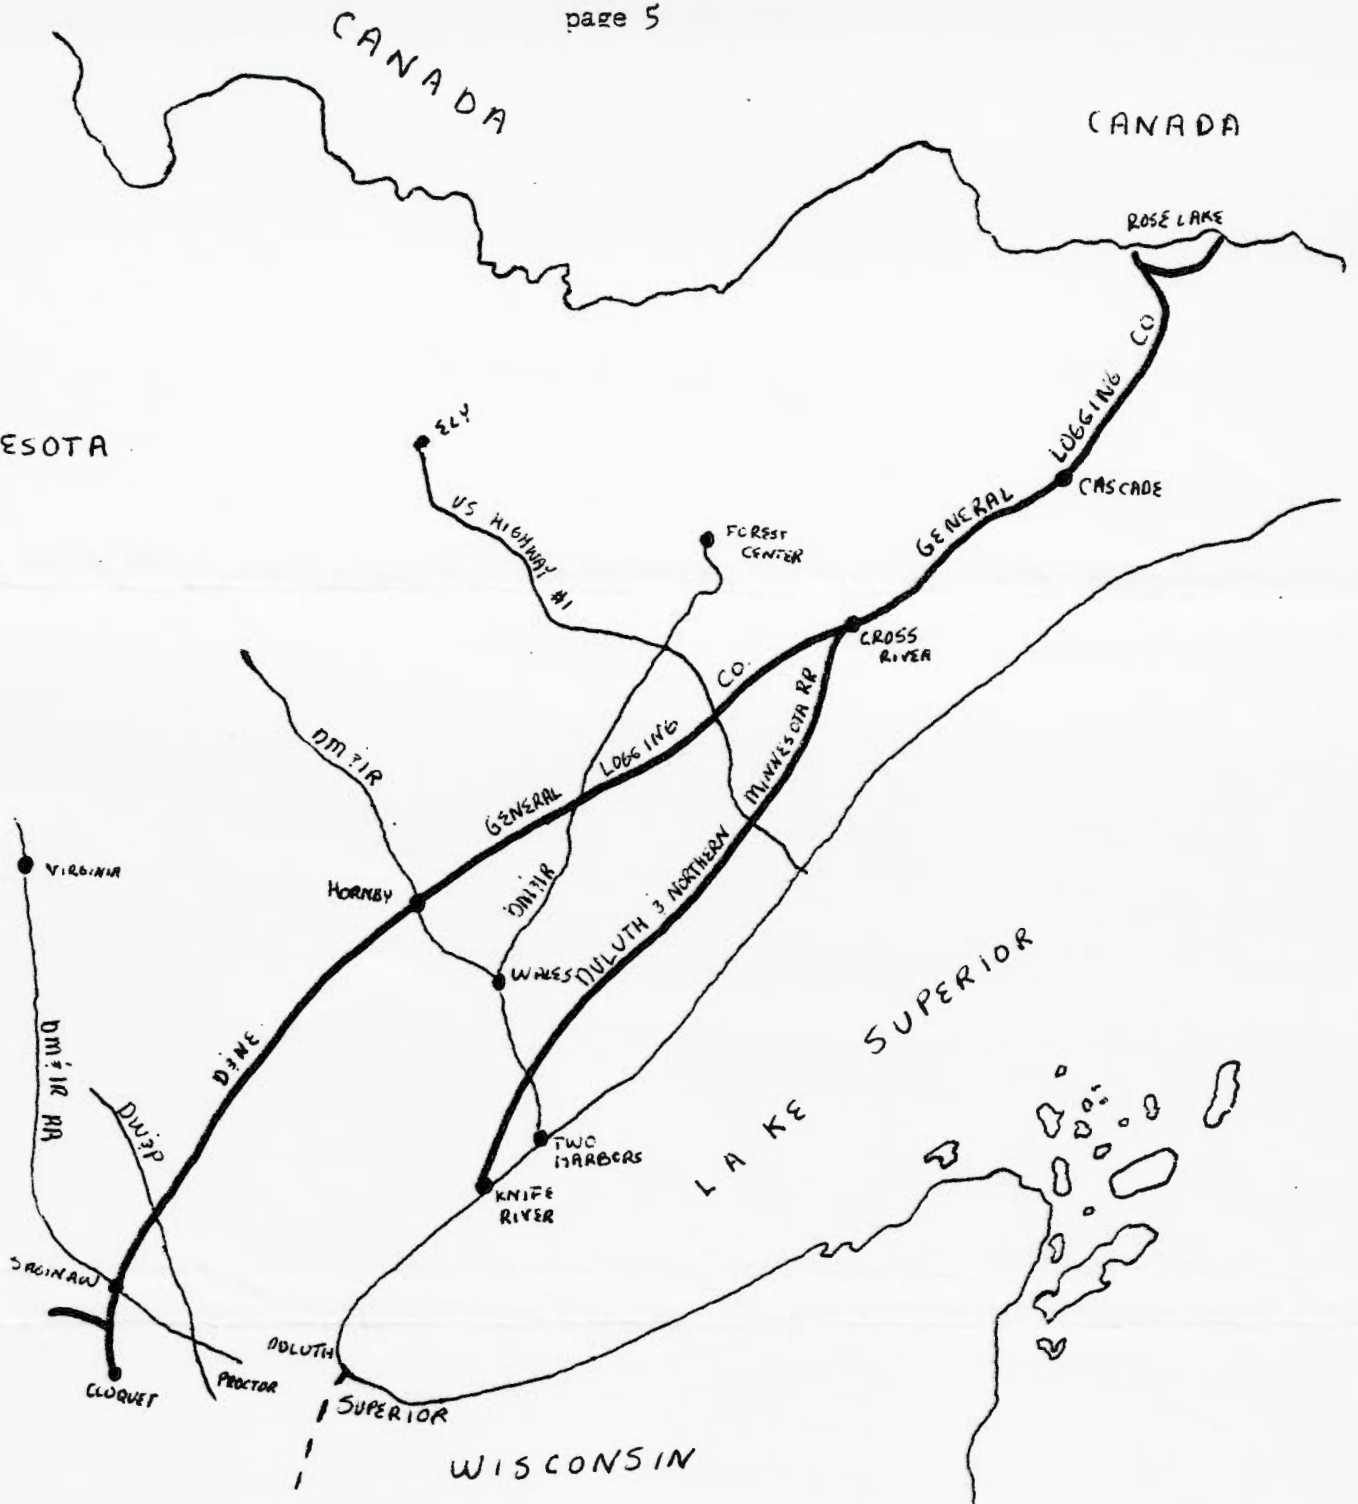 page 5
CANADA
CANADA
ROSE LAKE
ESOTA
ELY
US HIGHWAY #1
FOREST
CENTER
GENERAL LOGGING CO
CASCADE
CROSS
RIVER
DM&IR
GENERAL LOGGING CO.
DULUTH & NORTHERN MINNESOTA RR
VIRGINIA
HORNBY
DM&IR
WALES
D&NE
DM&IR RR
DW&P
SUPERIOR
LAKE
TWO
HARBORS
KNIFE
RIVER
SAGINAW
CLOQUET
PROCTOR
DULUTH
SUPERIOR
WISCONSIN